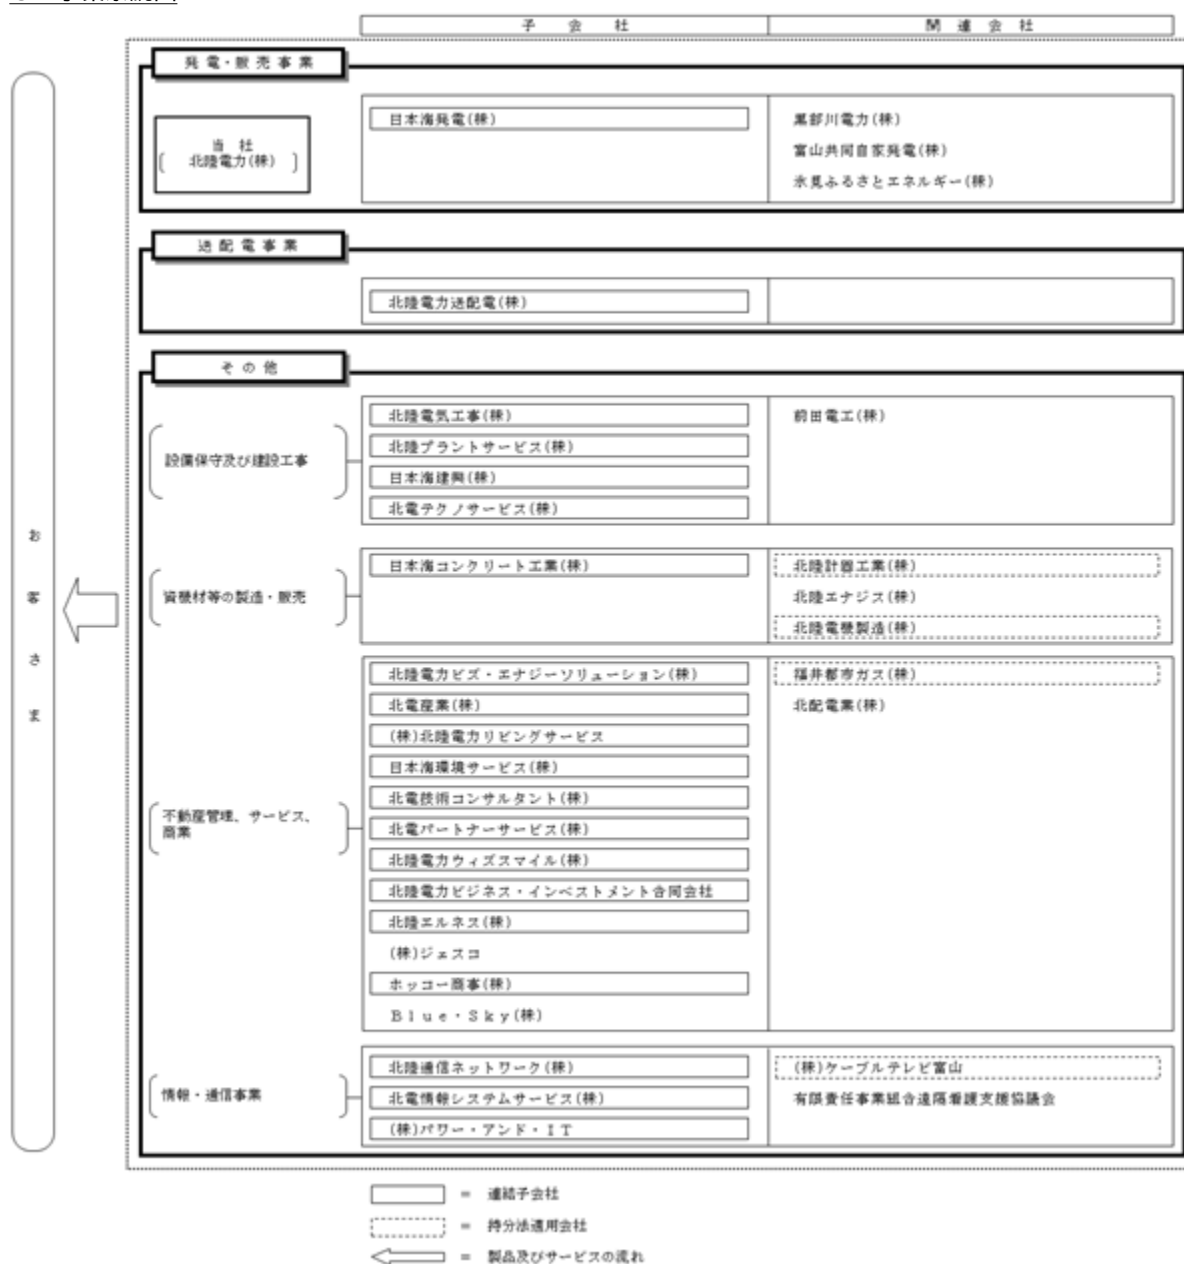 子会社 関連会社
発電・販売事業
当社
北陸電力(株)
日本海発電(株)
黒部川電力(株)
富山共同自家発電(株)
氷見ふるさとエネルギー(株)
送配電事業
北陸電力送配電(株)
その他
設備保守及び建設工事
北陸電気工事(株)
北陸プラントサービス(株)
日本海建興(株)
北電テクノサービス(株)
前田電工(株)
資機材等の製造・販売
日本海コンクリート工業(株)
北陸計器工業(株)
北陸エナジス(株)
北陸電機製造(株)
不動産管理、サービス、
商業
北陸電力ビズ・エナジーソリューション(株)
北電産業(株)
(株)北陸電力リビングサービス
日本海環境サービス(株)
北電技術コンサルタント(株)
北電パートナーサービス(株)
北陸電力ウィズスマイル(株)
北陸電力ビジネス・インベストメント合同会社
北陸エルネス(株)
(株)ジェスコ
ホッコー商事(株)
Blue・Sky(株)
福井都市ガス(株)
北配電業(株)
情報・通信事業
北陸通信ネットワーク(株)
北電情報システムサービス(株)
(株)パワー・アンド・IT
(株)ケーブルテレビ富山
有限責任事業組合遠隔看護支援協議会
お客さま
= 連結子会社
= 持分法適用会社
= 製品及びサービスの流れ